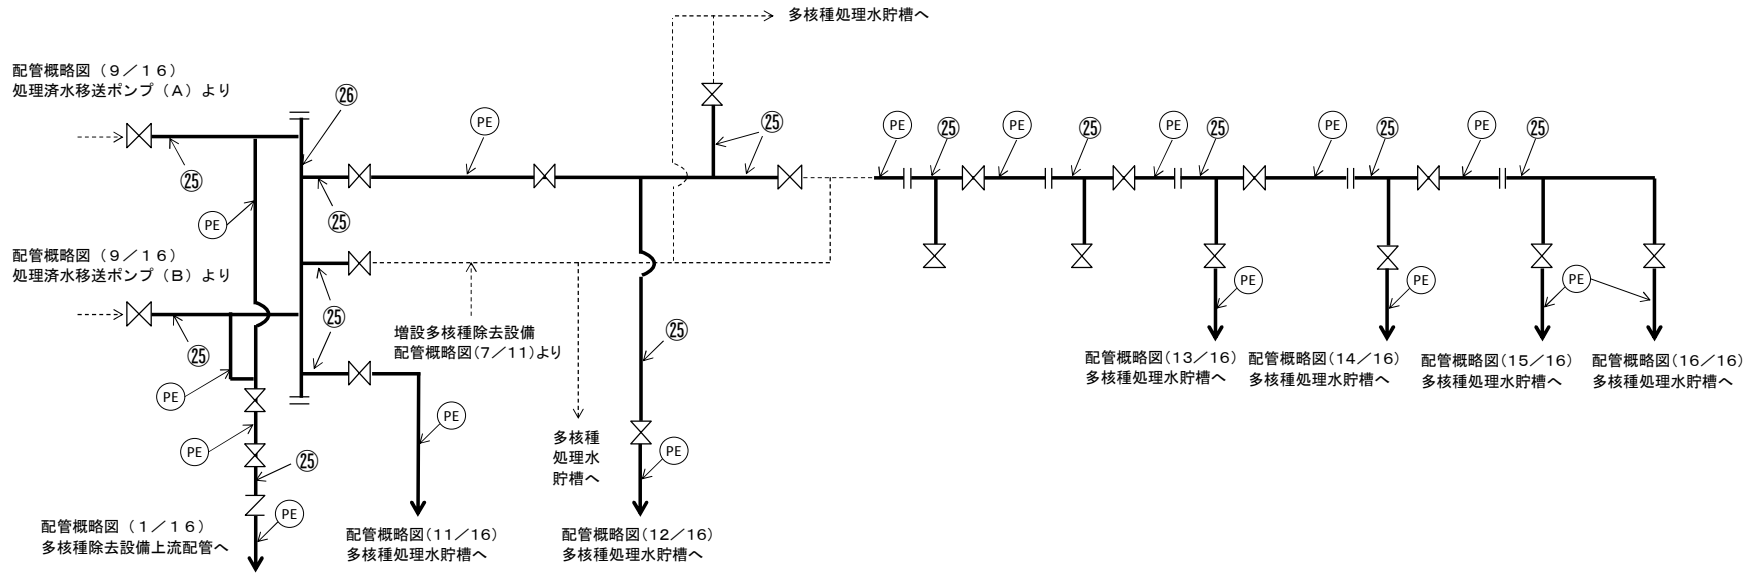 多核種処理水貯槽へ
配管概略図（９／１６）
処理済水移送ポンプ（Ａ）より
㉖
PE
㉕
PE
㉕
PE
㉕
PE
㉕
PE
㉕
PE
㉕
㉕
㉕
PE
配管概略図（９／１６）
処理済水移送ポンプ（Ｂ）より
PE
PE
PE
㉕
㉕
㉕
増設多核種除去設備
配管概略図(7／11)より
PE
配管概略図(13／16)
多核種処理水貯槽へ
配管概略図(14／16)
多核種処理水貯槽へ
配管概略図(15／16)
多核種処理水貯槽へ
配管概略図(16／16)
多核種処理水貯槽へ
PE
PE
多核種
処理水
貯槽へ
PE
PE
㉕
PE
配管概略図（１／１６）
多核種除去設備上流配管へ
配管概略図(11／16)
多核種処理水貯槽へ
配管概略図(12／16)
多核種処理水貯槽へ